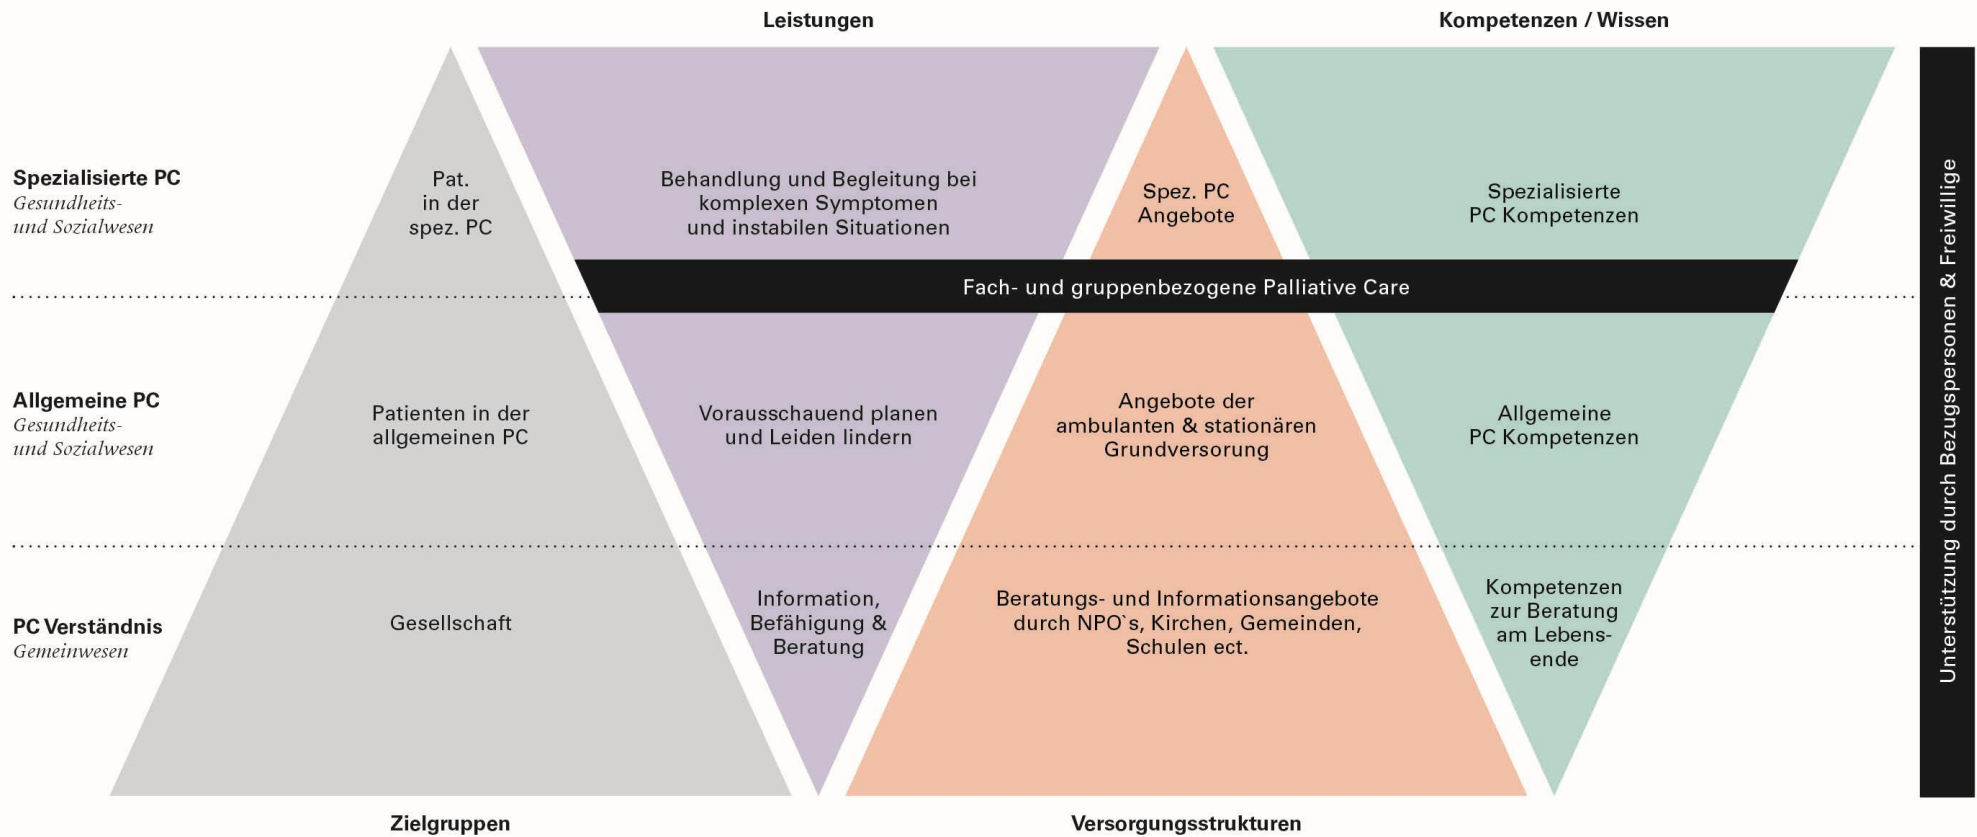 Leistungen
Kompetenzen / Wissen
Spezialisierte PC
Gesundheits-
und Sozialwesen
Pat.
in der
spez. PC
Behandlung und Begleitung bei
komplexen Symptomen
und instabilen Situationen
Spez. PC
Angebote
Spezialisierte
PC Kompetenzen
Fach- und gruppenbezogene Palliative Care
Allgemeine PC
Gesundheits-
und Sozialwesen
Patienten in der
allgemeinen PC
Vorausschauend planen
und Leiden lindern
Angebote der
ambulanten & stationären
Grundversorung
Allgemeine
PC Kompetenzen
PC Verständnis
Gemeinwesen
Gesellschaft
Information,
Befähigung &
Beratung
Beratungs- und Informationsangebote
durch NPO`s, Kirchen, Gemeinden,
Schulen ect.
Kompetenzen
zur Beratung
am Lebens-
ende
Unterstützung durch Bezugspersonen & Freiwillige
Zielgruppen
Versorgungsstrukturen